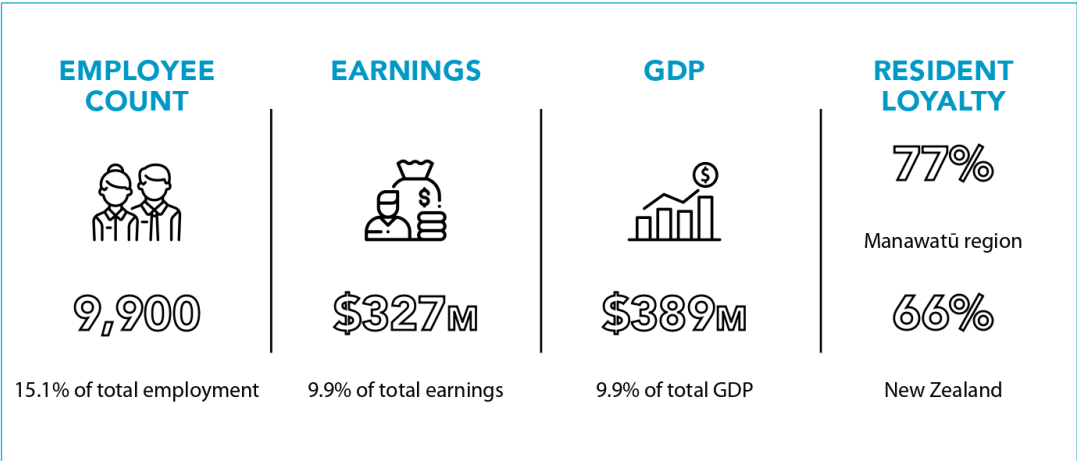 EMPLOYEE
COUNT
9,900
15.1% of total employment
EARNINGS
$
$327M
9.9% of total earnings
GDP
$
$389M
9.9% of total GDP
RESIDENT
LOYALTY
77%
Manawatū region
66%
New Zealand